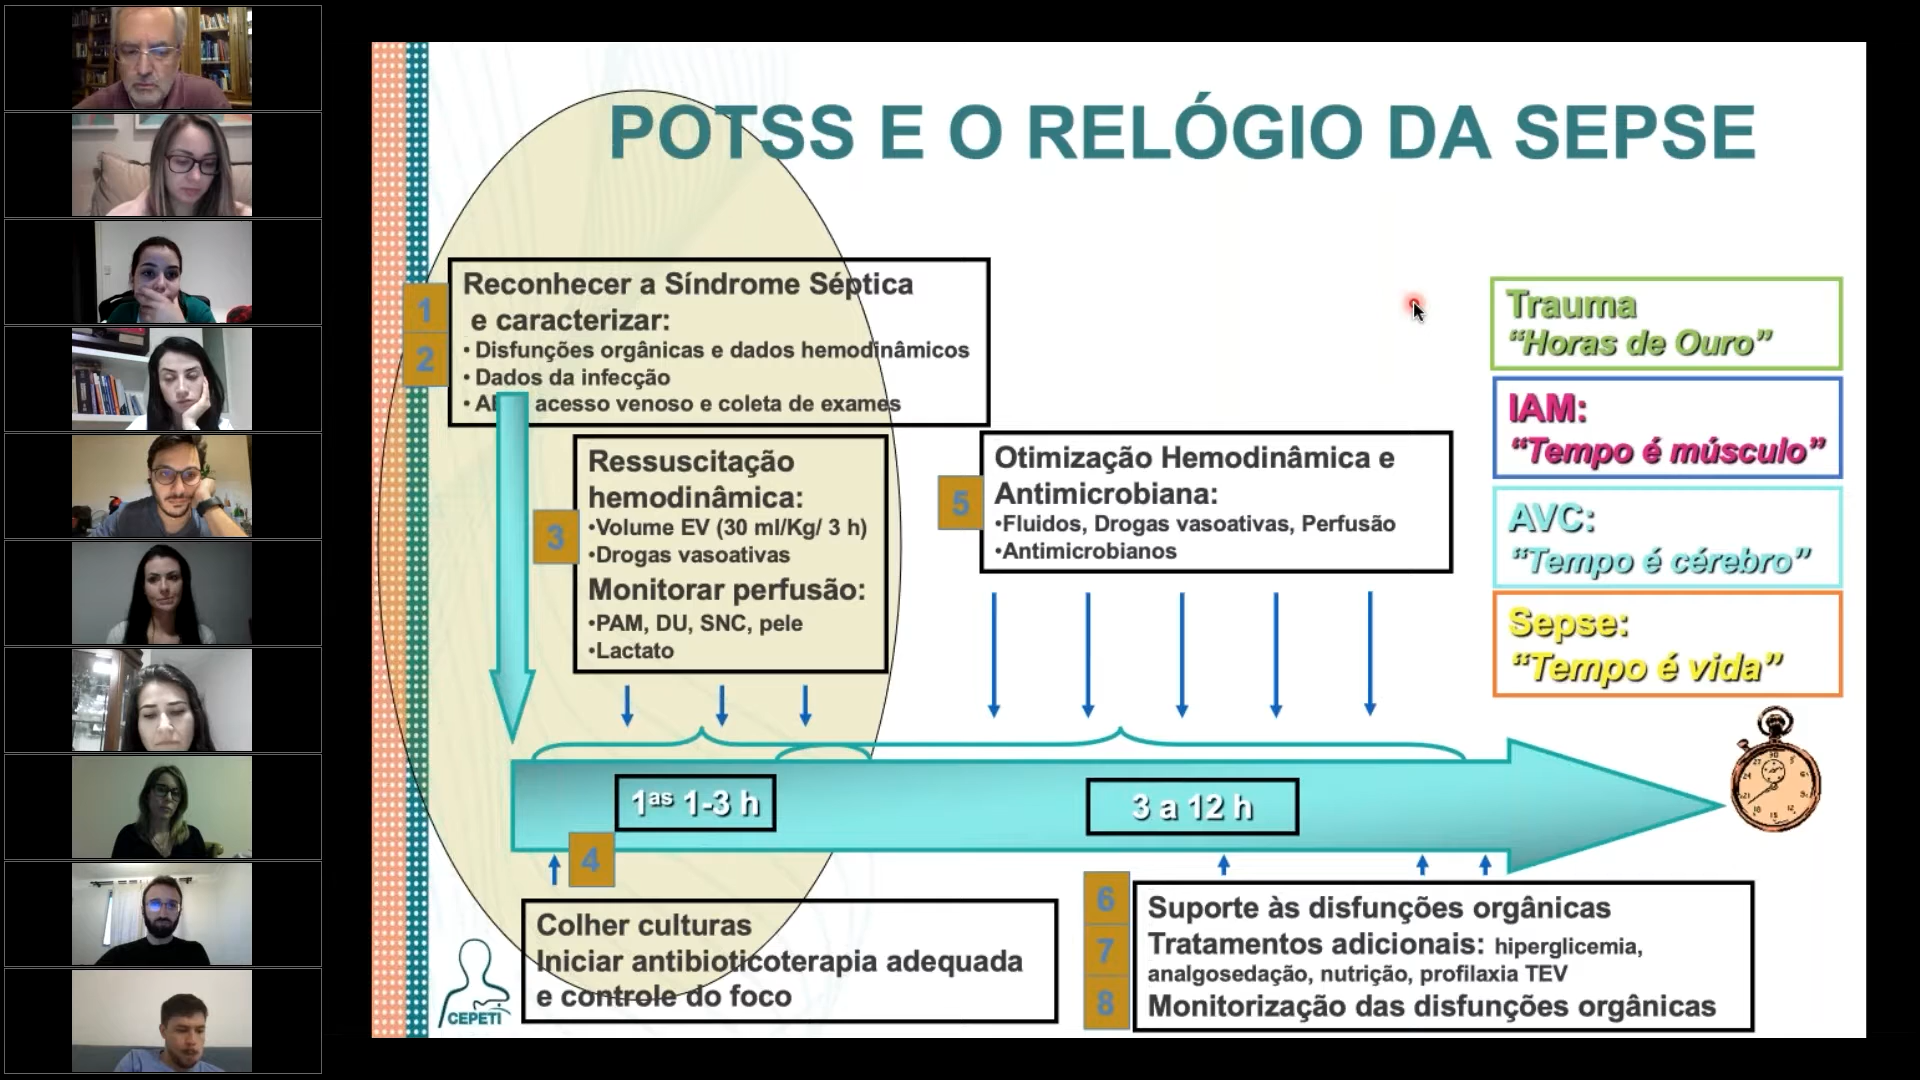 POTSS E O RELÓGIO DA SEPSE
1
2
Reconhecer a Síndrome Séptica
e caracterizar:
• Disfunções orgânicas e dados hemodinâmicos
• Dados da infecção
• acesso venoso e coleta de exames
3
Ressuscitação
hemodinâmica:
•Volume EV (30 ml/Kg/ 3 h)
•Drogas vasoativas
Monitorar perfusão:
•PAM, DU, SNC, pele
•Lactato
5
Otimização Hemodinâmica e
Antimicrobiana:
•Fluidos, Drogas vasoativas, Perfusão
•Antimicrobianos
Trauma
“Horas de Ouro”
IAM:
“Tempo é músculo”
AVC:
“Tempo é cérebro”
Sepse:
“Tempo é vida”
1as 1-3 h
3 a 12 h
4
Colher culturas
Iniciar antibioticoterapia adequada
e controle do foco
CEPETI
6
7
8
Suporte às disfunções orgânicas
Tratamentos adicionais: hiperglicemia,
analgosedação, nutrição, profilaxia TEV
Monitorização das disfunções orgânicas